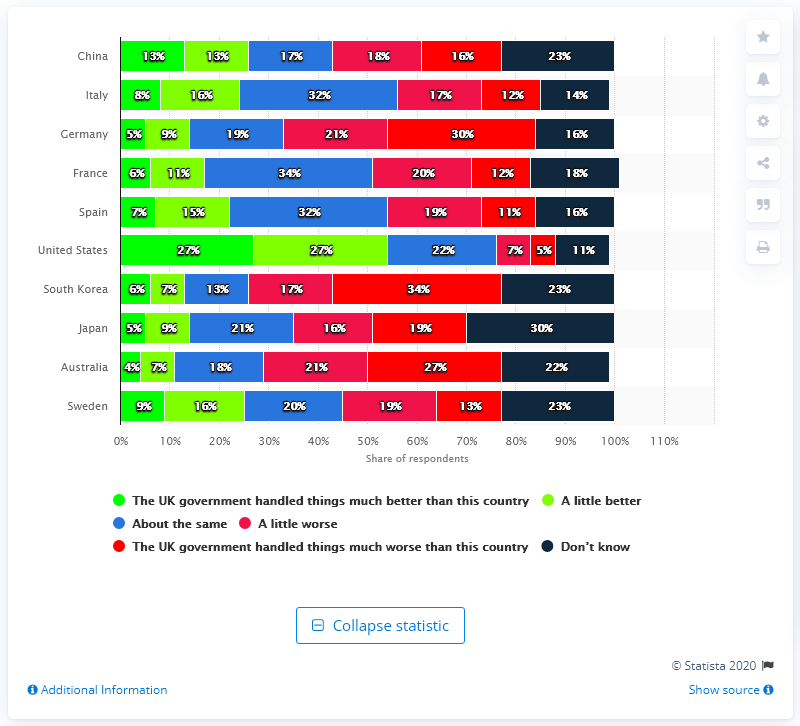 China 13% 13% 17% 18% 16% 23%
Italy 8% 16% 32% 17% 12% 14%
Germany 5% 9% 19% 21% 30% 16%
France 6% 11% 34% 20% 12% 18%
Spain 7% 15% 32% 19% 11% 16%
United States 27% 27% 22% 7% 5% 11%
South Korea 6% 7% 13% 17% 34% 23%
Japan 5% 9% 21% 16% 19% 30%
Australia 4% 7% 18% 21% 27% 22%
Sweden 9% 16% 20% 19% 13% 23%
0% 10% 20% 30% 40% 50% 60% 70% 80% 90% 100% 110%
Share of respondents
The UK government handled things much better than this country A little better
About the same A little worse
The UK government handled things much worse than this country Don’t know
Collapse statistic
© Statista 2020
Additional Information Show source